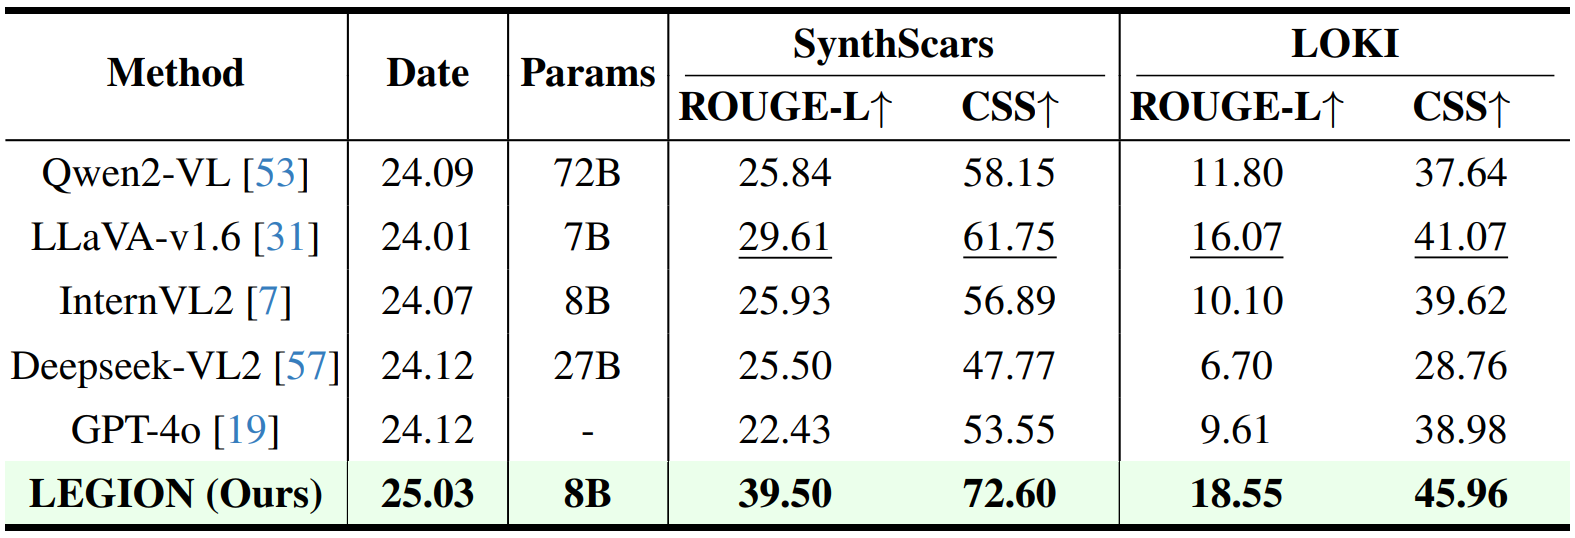 Method Date Params SynthScars LOKI
ROUGE-L↑ CSS↑ ROUGE-L↑ CSS↑
Qwen2-VL [53] 24.09 72B 25.84 58.15 11.80 37.64
LLaVA-v1.6 [31] 24.01 7B 29.61 61.75 16.07 41.07
InternVL2 [7] 24.07 8B 25.93 56.89 10.10 39.62
Deepseek-VL2 [57] 24.12 27B 25.50 47.77 6.70 28.76
GPT-4o [19] 24.12 - 22.43 53.55 9.61 38.98
LEGION (Ours) 25.03 8B 39.50 72.60 18.55 45.96